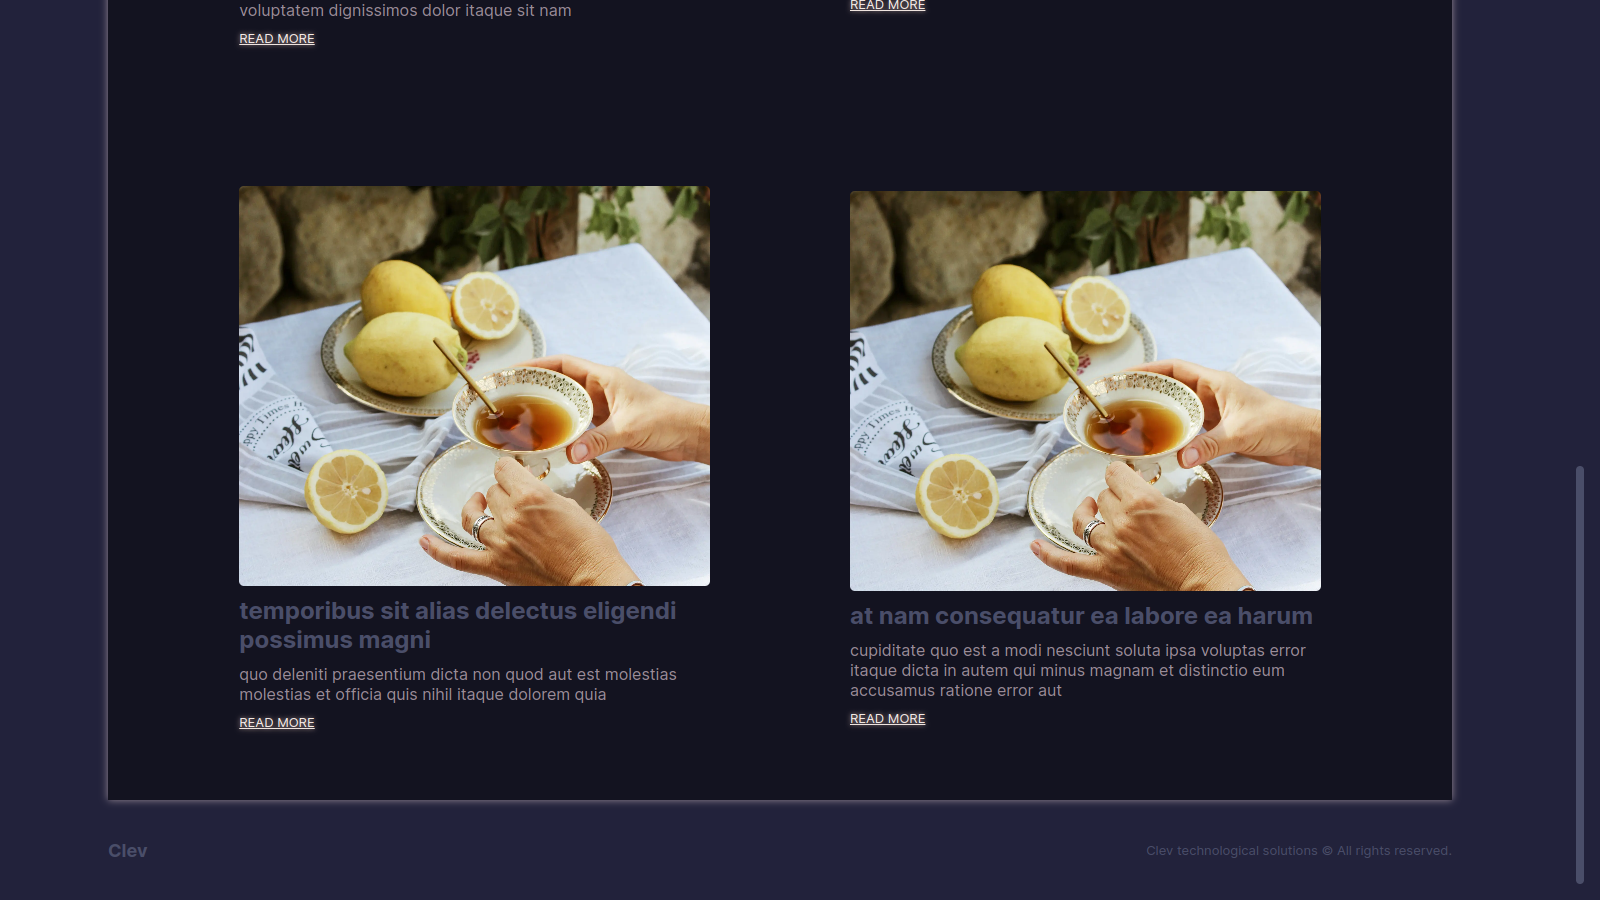 voluptatem dignissimos dolor itaque sit nam
READ MORE
READ MORE
temporibus sit alias delectus eligendi
possimus magni
quo deleniti praesentium dicta non quod aut est molestias
molestias et officia quis nihil itaque dolorem quia
READ MORE
at nam consequatur ea labore ea harum
cupiditate quo est a modi nesciunt soluta ipsa voluptas error
itaque dicta in autem qui minus magnam et distinctio eum
accusamus ratione error aut
READ MORE
Clev
Clev technological solutions © All rights reserved.